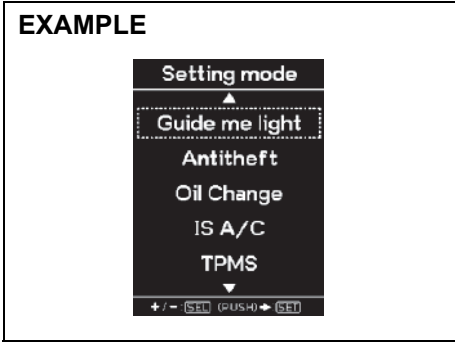 EXAMPLE
Setting mode
▲
Guide me light
Antitheft
Oil Change
IS A/C
TPMS
▼
+/-:SEL (PUSH)➔SET